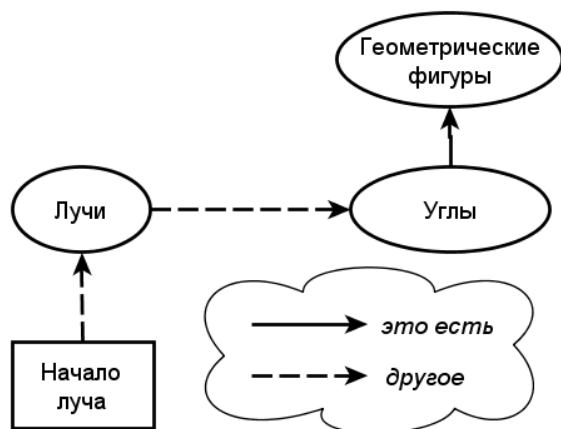 Геометрические
фигуры
Лучи
Углы
Начало
луча
это есть
другое